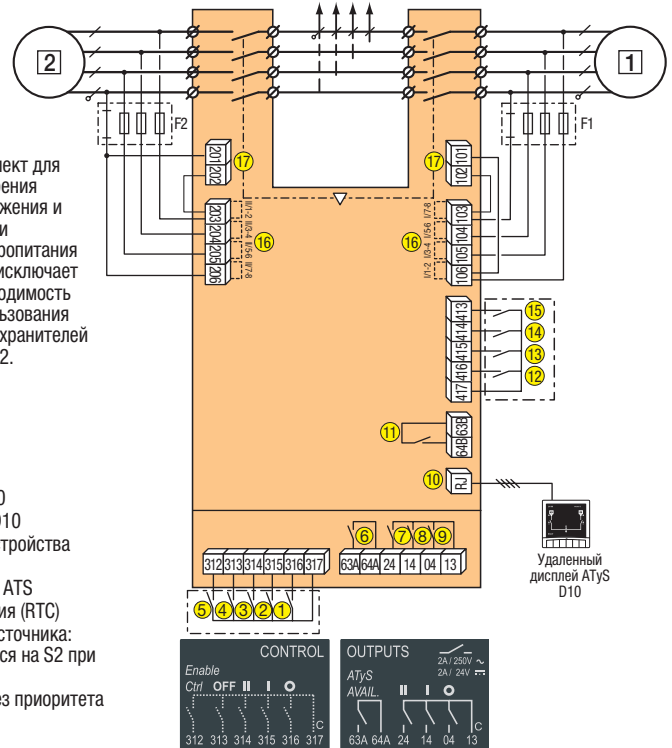 2
1
F2
F1
201
202
17
17
101
102
203
204
205
206
II/1-2
II/3-4
II/5-6
II/7-8
16
16
I/7-8
I/5-6
I/3-4
I/1-2
103
104
105
106
лект для
рения
жения и
и
ропитания
исключает
одимость
льзования
хранителей
2.
413
414
415
416
417
15
14
13
12
11
63B
64B
10
RJ
Удаленный
дисплей ATyS
D10
0
D10
тройства
ATS
ия (RTC)
сточника:
ся на S2 при
ез приоритета
6
7
8
9
312 313 314 315 316 317
63A 64A 24 14 04 13
5 4 3 2 1
CONTROL
Enable
Ctrl OFF II I O
C
312 313 314 315 316 317
OUTPUTS
2A / 250V ~
2A / 24V
ATyS
AVAIL. II I O
C
63A 64A 24 14 04 13